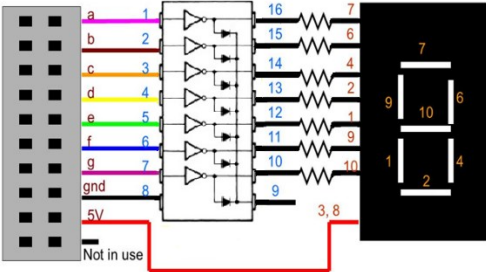 a 1 16 7
b 2 15 6
c 3 14 4
d 4 13 2
e 5 12 1
f 6 11 9
g 7 10 10
gnd 8 9
5V 3, 8
Not in use
7
9 6
10
1 4
2